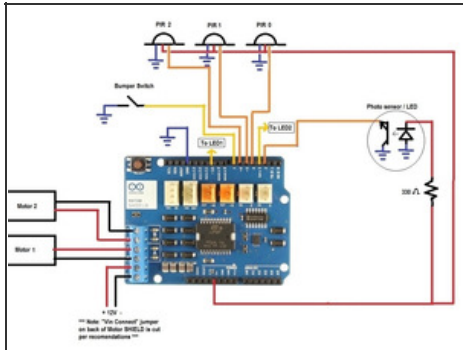 PIR 2
PIR 1
PIR 0
Bumper Switch
Photo sensor / LED
To LED1
To LED2
Motor 2
Motor 1
+ 12V -
*** Note: "Vin Connect" jumper
on back of Motor SHIELD is cut
per recomendations ***